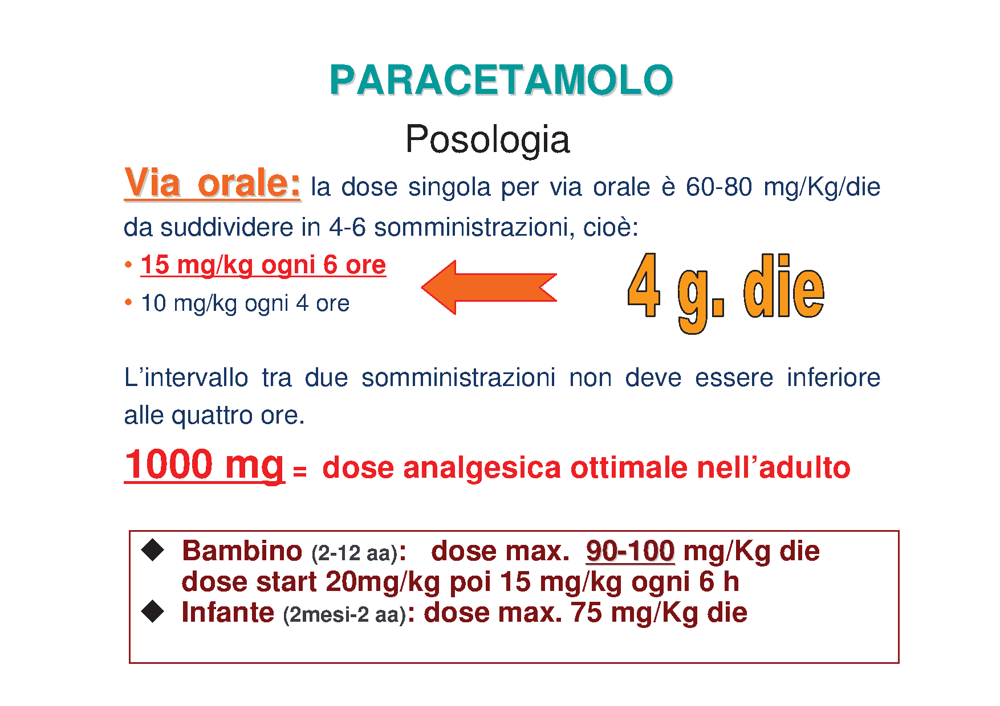 PARACETAMOLO
Posologia
Via orale: la dose singola per via orale è 60-80 mg/Kg/die
da suddividere in 4-6 somministrazioni, cioè:
• 15 mg/kg ogni 6 ore
4 g. die
• 10 mg/kg ogni 4 ore
L’intervallo tra due somministrazioni non deve essere inferiore
alle quattro ore.
1000 mg = dose analgesica ottimale nell’adulto
◆ Bambino (2-12 aa): dose max. 90-100 mg/Kg die
dose start 20mg/kg poi 15 mg/kg ogni 6 h
◆ Infante (2mesi-2 aa): dose max. 75 mg/Kg die